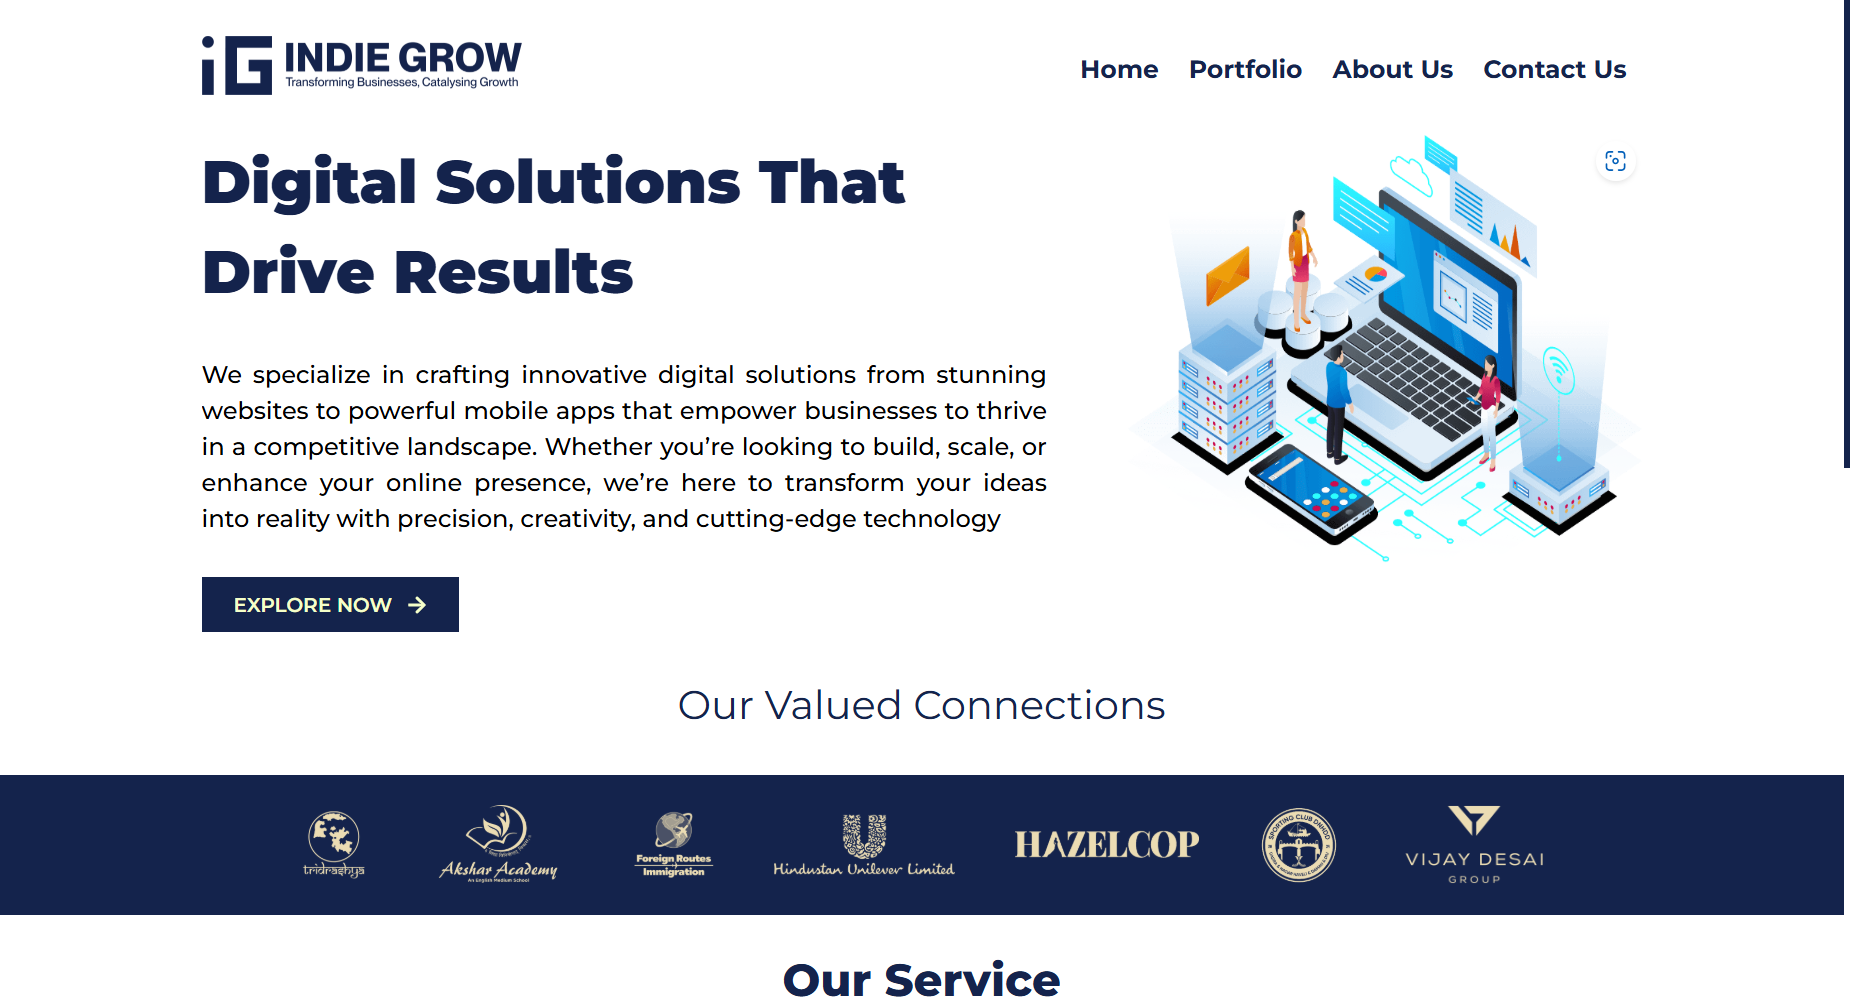 iG INDIE GROW
Transforming Businesses, Catalysing Growth
Home Portfolio About Us Contact Us
Digital Solutions That
Drive Results
We specialize in crafting innovative digital solutions from stunning
websites to powerful mobile apps that empower businesses to thrive
in a competitive landscape. Whether you’re looking to build, scale, or
enhance your online presence, we’re here to transform your ideas
into reality with precision, creativity, and cutting-edge technology
EXPLORE NOW
Our Valued Connections
tridrashya
Akshar Academy
An English Medium School
Foreign Routes
Immigration
Hindustan Unilever Limited
HAZELCOP
SPORTING CLUB DNHDD
VIJAY DESAI
GROUP
Our Service